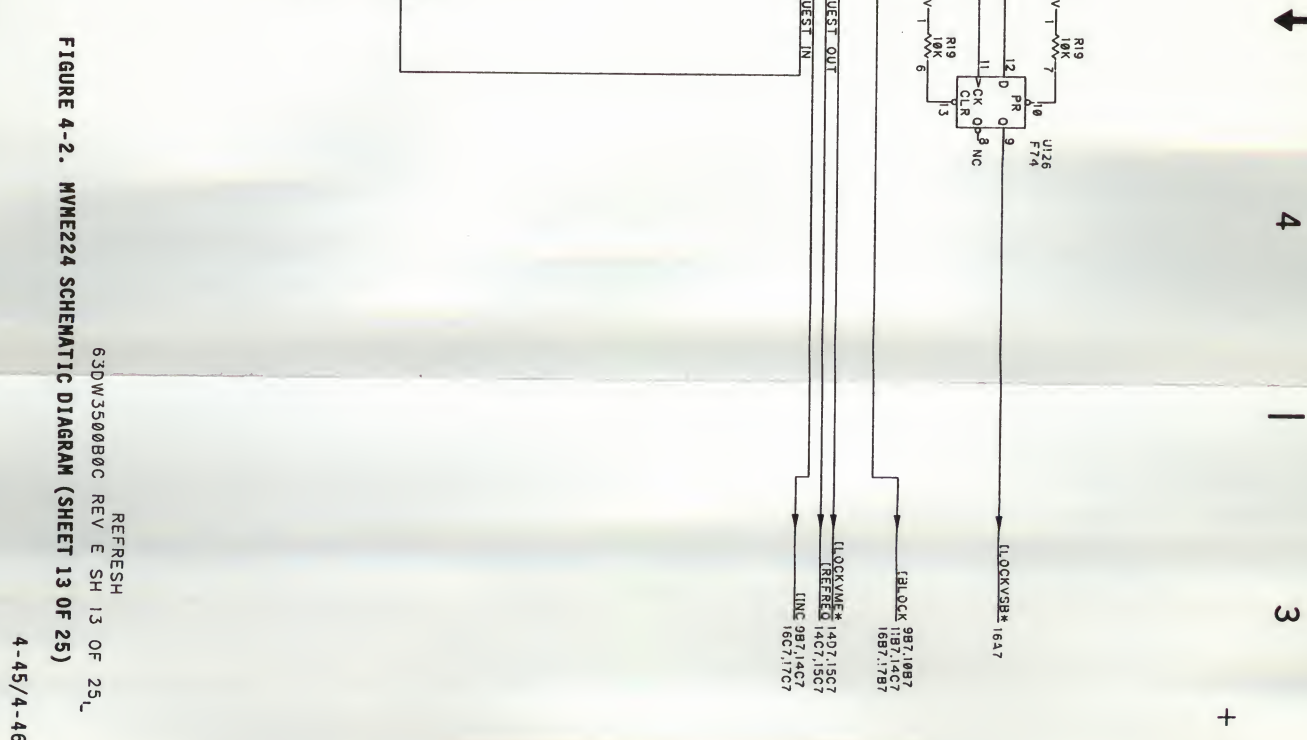 4
3
+
R19
10K
1
7
U126
F74
12
D
PR
10
Q
9
11
CK
CLR
Q
8
NC
13
R19
10K
1
6
[LOCKVSB* 16A7
[BLOCK 9B7,10B7
11B7,14C7
16B7,17B7
UEST OUT
UEST IN
[LOCKVME* 14D7,15C7
[REFREQ 14C7,15C7
[INC 9B7,14C7
16C7,17C7
REFRESH
63DW3500B0C REV E SH 13 OF 25
FIGURE 4-2. MVME224 SCHEMATIC DIAGRAM (SHEET 13 OF 25)
4-45/4-46